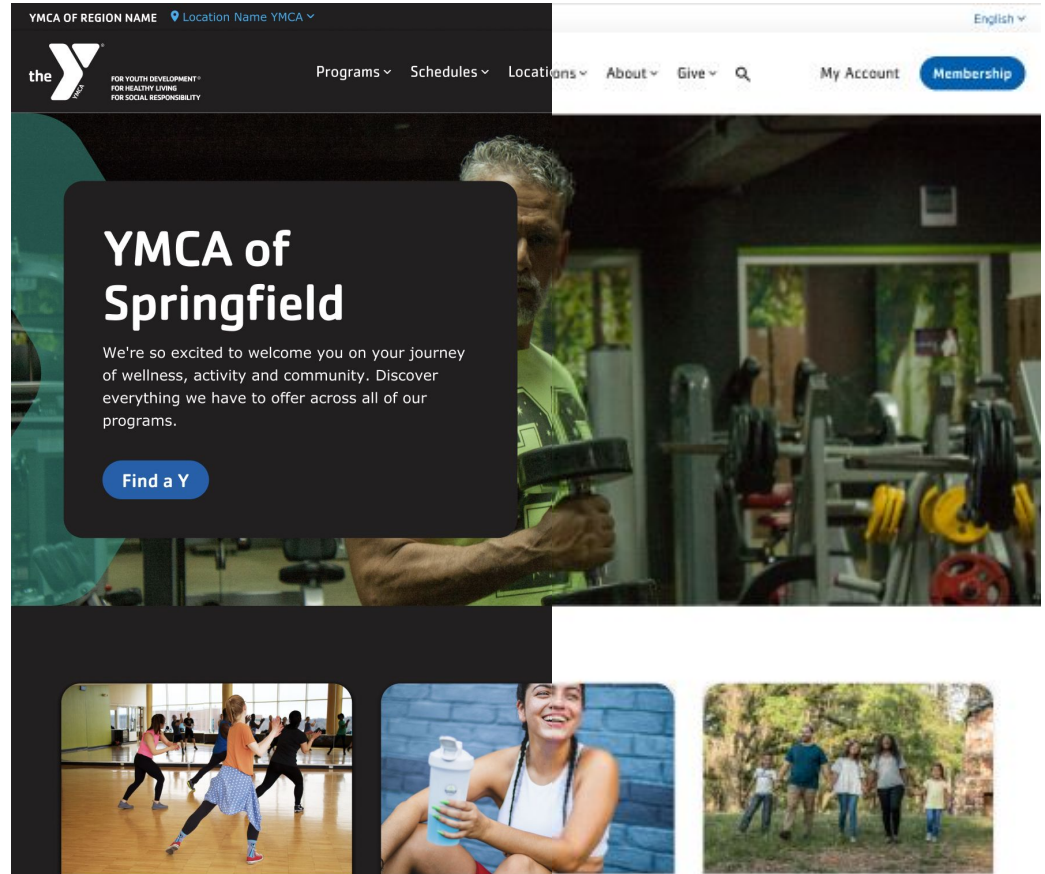 YMCA OF REGION NAME Location Name YMCA English
the Y® YMCA
FOR YOUTH DEVELOPMENT®
FOR HEALTHY LIVING
FOR SOCIAL RESPONSIBILITY
Programs Schedules Locations About Give My Account Membership
YMCA of
Springfield
We're so excited to welcome you on your journey
of wellness, activity and community. Discover
everything we have to offer across all of our
programs.
Find a Y